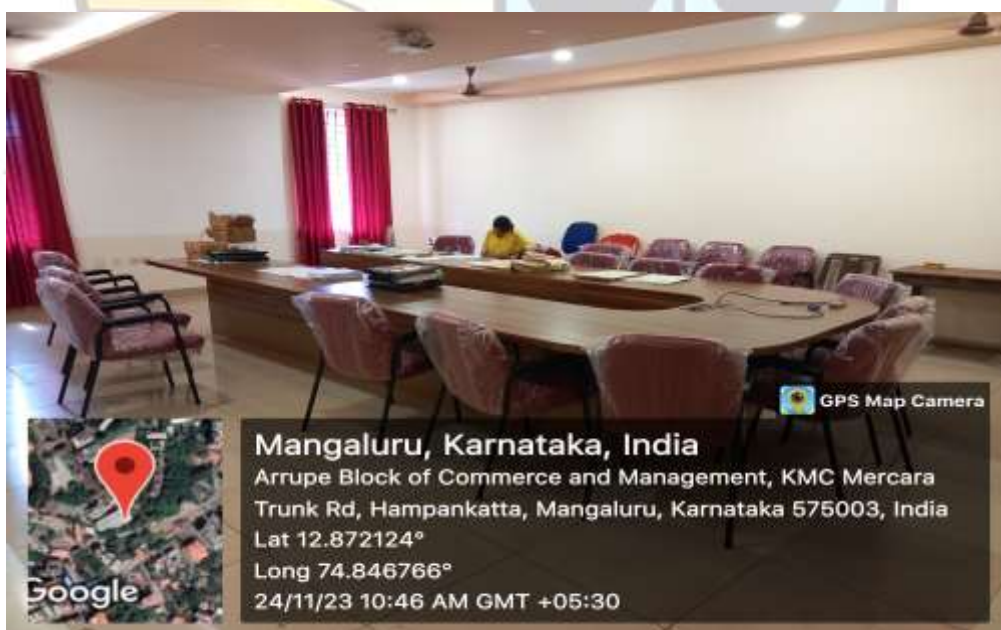 GPS Map Camera
Mangaluru, Karnataka, India
Arrupe Block of Commerce and Management, KMC Mercara
Trunk Rd, Hampankatta, Mangaluru, Karnataka 575003, India
Lat 12.872124°
Long 74.846766°
24/11/23 10:46 AM GMT +05:30
Google